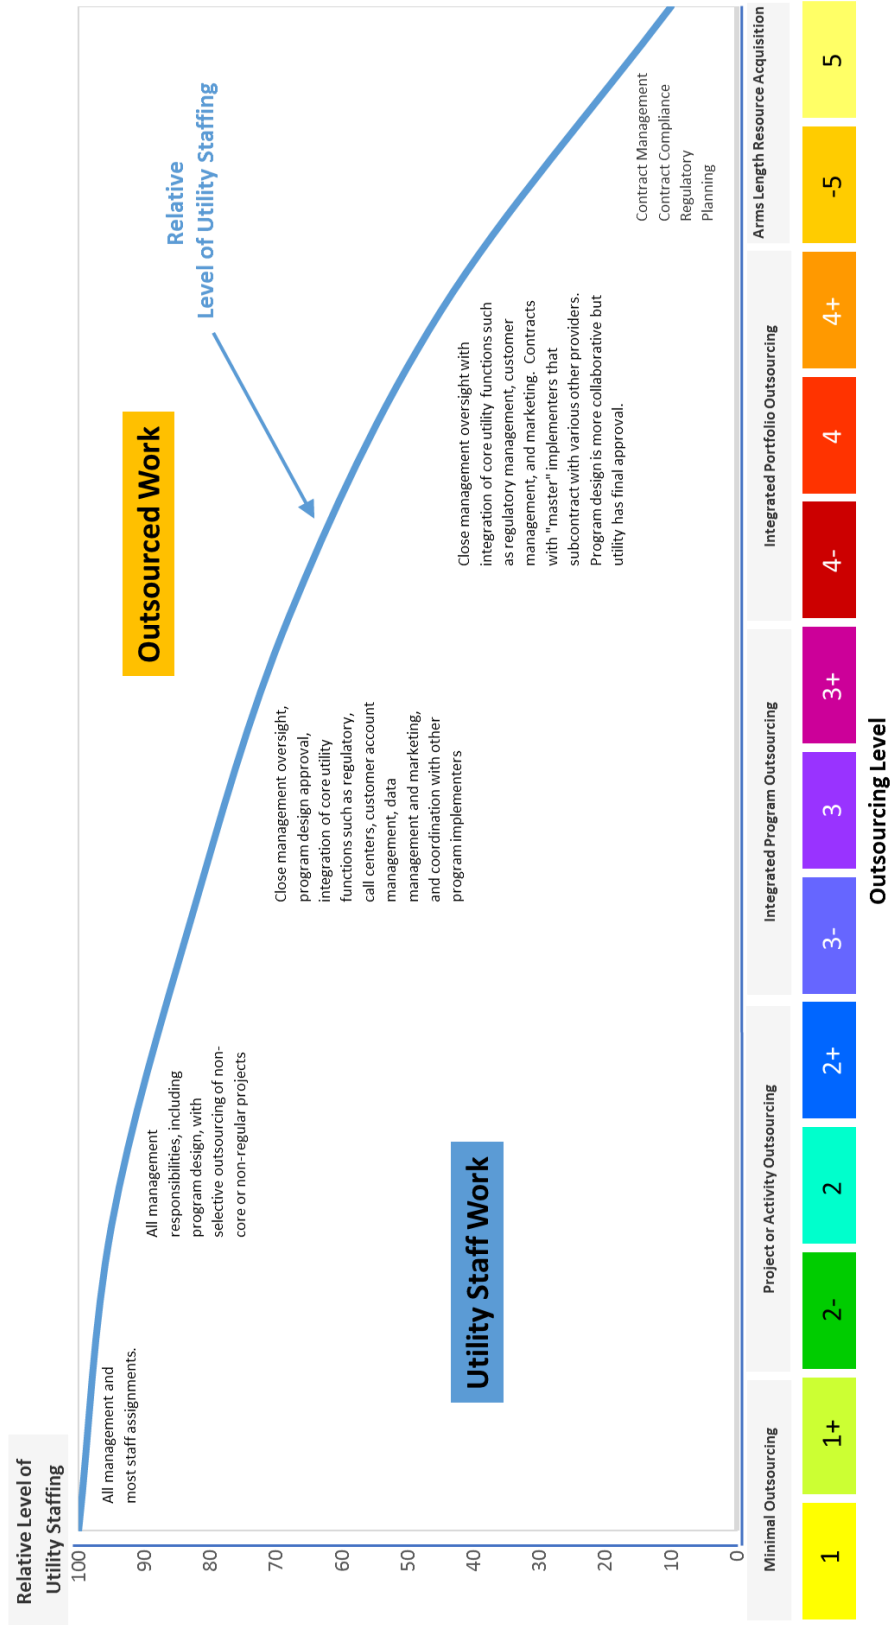 Relative Level of
Utility Staffing
100
90
80
70
60
50
40
30
20
10
0
All management and
most staff assignments.
All management
responsibilities, including
program design, with
selective outsourcing of non-
core or non-regular projects
Close management oversight,
program design approval,
integration of core utility
functions such as regulatory,
call centers, customer account
management, data
management and marketing,
and coordination with other
program implementers
Close management oversight with
integration of core utility functions such
as regulatory management, customer
management, and marketing. Contracts
with "master" implementers that
subcontract with various other providers.
Program design is more collaborative but
utility has final approval.
Contract Management
Contract Compliance
Regulatory
Planning
Outsourced Work
Relative
Level of Utility Staffing
Utility Staff Work
Minimal Outsourcing
Project or Activity Outsourcing
Integrated Program Outsourcing
Integrated Portfolio Outsourcing
Arms Length Resource Acquisition
1
1+
2-
2
2+
3-
3
3+
4-
4
4+
-5
5
Outsourcing Level